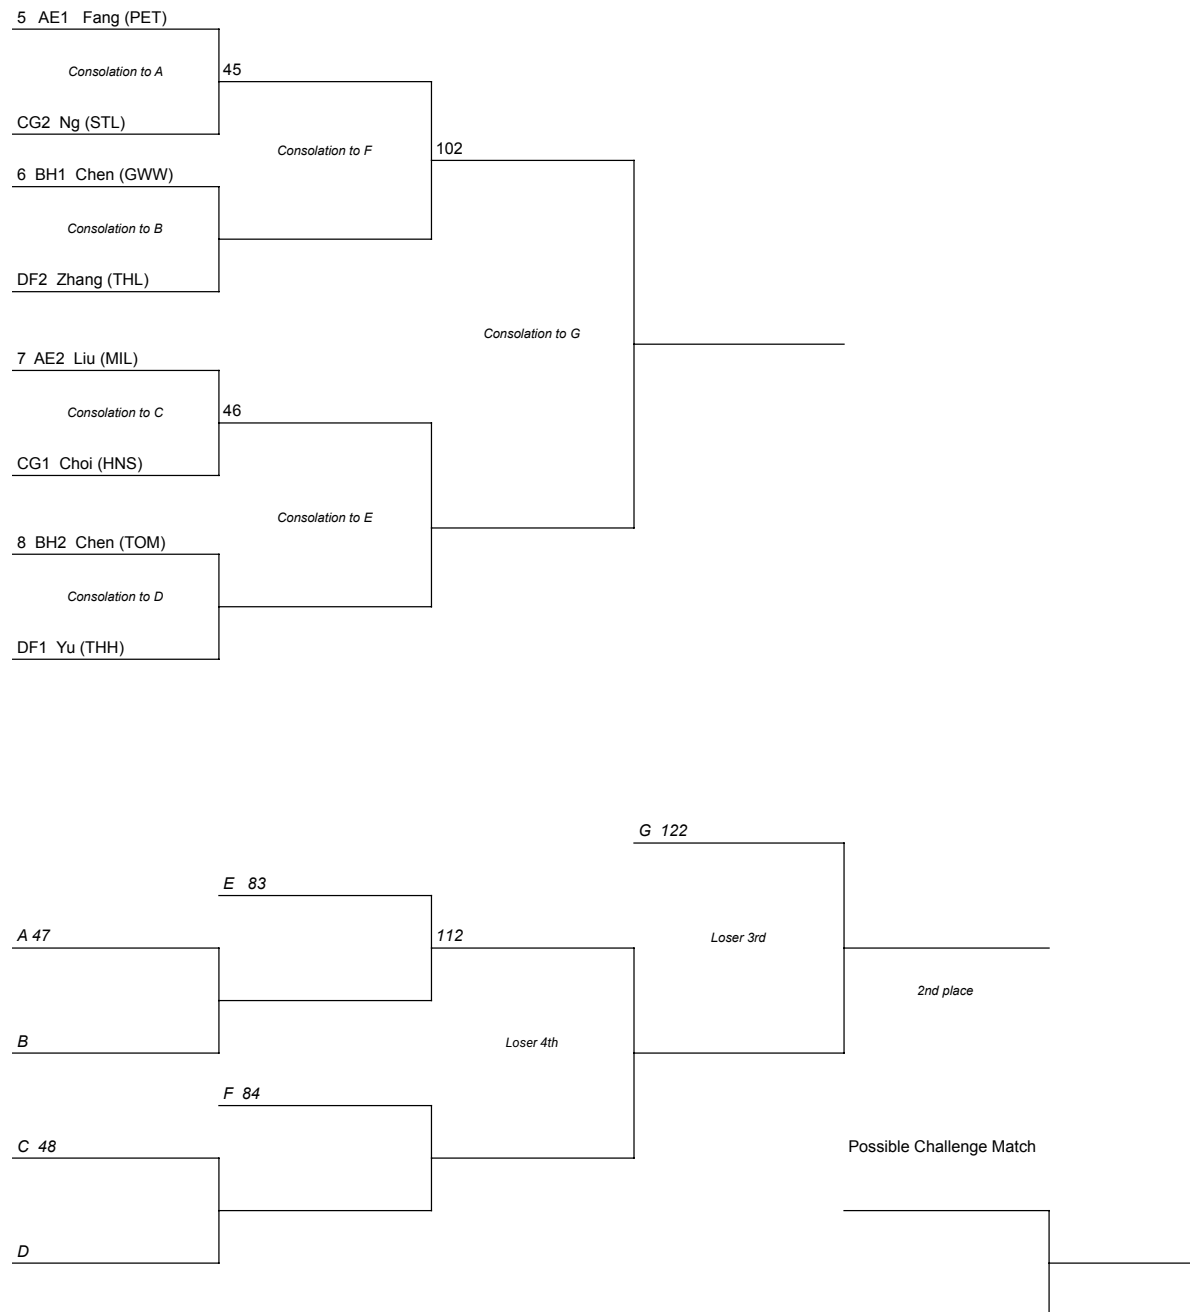 5 AE1 Fang (PET)
Consolation to A
45
CG2 Ng (STL)
Consolation to F
102
6 BH1 Chen (GWW)
Consolation to B
DF2 Zhang (THL)
Consolation to G
7 AE2 Liu (MIL)
Consolation to C
46
CG1 Choi (HNS)
Consolation to E
8 BH2 Chen (TOM)
Consolation to D
DF1 Yu (THH)
G 122
E 83
A 47
112
Loser 3rd
2nd place
B
Loser 4th
F 84
C 48
Possible Challenge Match
D